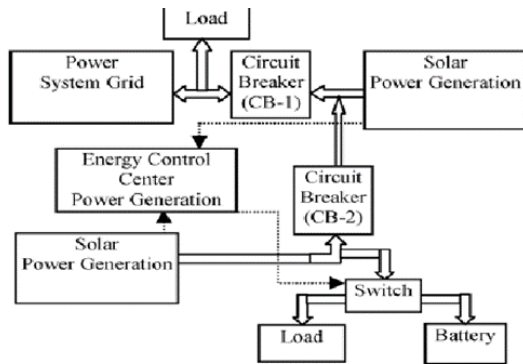 Load
Power
System Grid
Circuit
Breaker
(CB-1)
Solar
Power Generation
Energy Control
Center
Power Generation
Circuit
Breaker
(CB-2)
Solar
Power Generation
Switch
Load
Battery